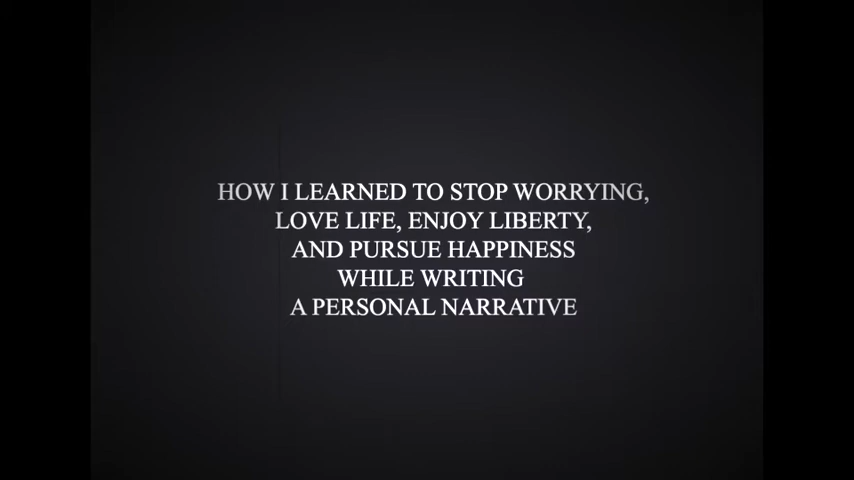 HOW I LEARNED TO STOP WORRYING,
LOVE LIFE, ENJOY LIBERTY,
AND PURSUE HAPPINESS
WHILE WRITING
A PERSONAL NARRATIVE